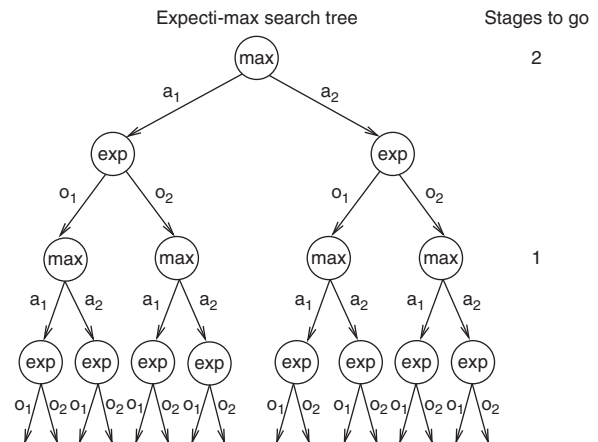 Expecti-max search tree Stages to go
max 2
a₁ a₂
exp exp
o₁ o₂ o₁ o₂
max max max max 1
a₁ a₂ a₁ a₂ a₁ a₂ a₁ a₂
exp exp exp exp exp exp exp exp
o₁ o₂ o₁ o₂ o₁ o₂ o₁ o₂ o₁ o₂ o₁ o₂ o₁ o₂ o₁ o₂